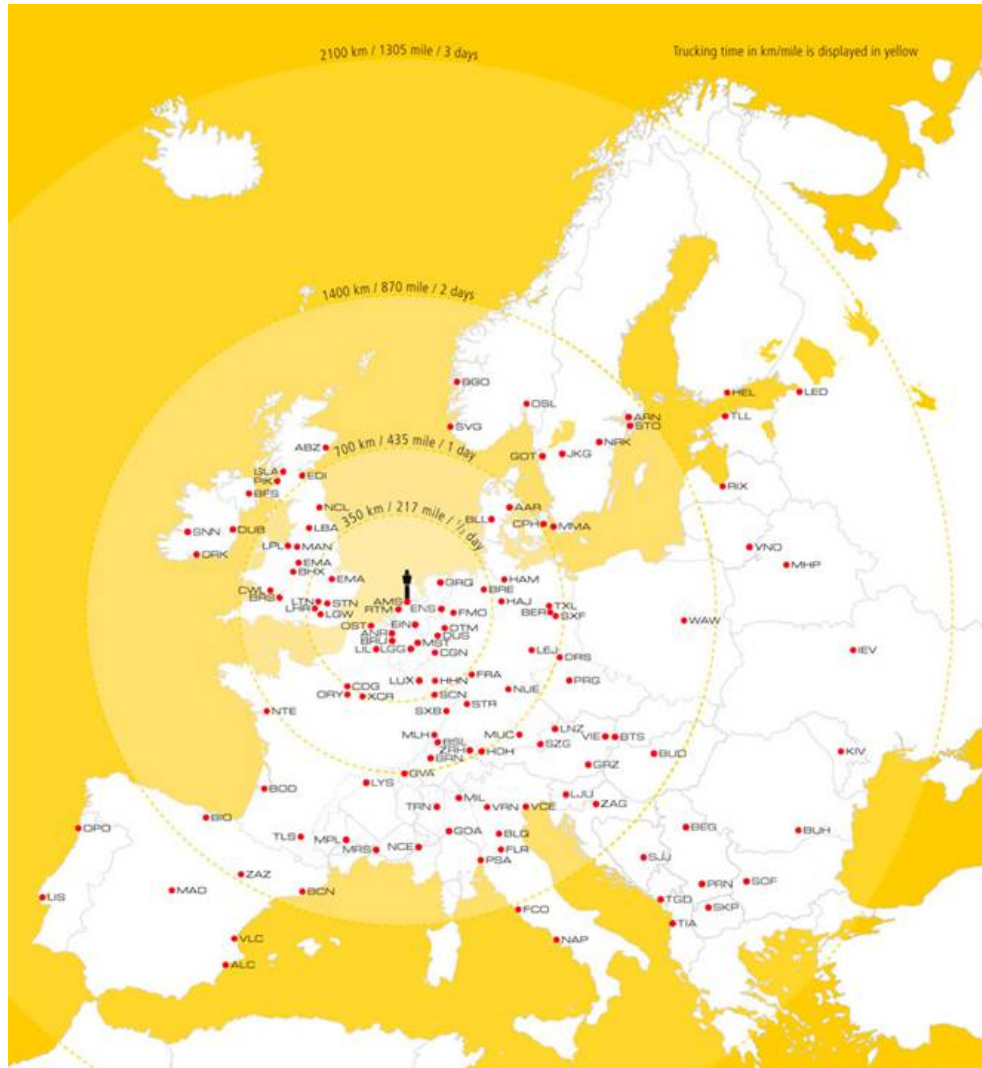 2100 km / 1305 mile / 3 days
Trucking time in km/mile is displayed in yellow
1400 km / 870 mile / 2 days
BGO
HEL
LED
OSL
ARN
TLL
STO
SVG
700 km / 435 mile / 1 day
NRK
ABZ
GOT
JKG
GLA
EDI
PIK
RIX
BFS
NCL
AAR
350 km / 217 mile / ½ day
BLL
CPH
MMA
SNN
DUB
LBA
LPL
MAN
VNO
DRK
EMA
MHP
BHX
EMA
GRQ
HAM
CWL
BRE
BRS
LTN
STN
AMS
HAJ
TXL
LHR
RTM
ENS
FMO
BER
SXF
LGW
WAW
OST
EIN
DTM
ANR
DUS
BRU
MST
LIL
LGG
CGN
LEJ
IEV
DRS
FRA
LUX
HHN
PRG
CDG
NUE
ORY
XCR
SCN
STR
NTE
SXB
LNZ
MLH
MUC
VIE
BTS
BSL
SZG
ZRH
HOH
BUD
KIV
BRN
GRZ
GVA
LYS
BOD
LJU
MIL
ZAG
TRN
VRN
VCE
BIO
OPO
BEG
BUH
GOA
BLQ
TLS
MPL
MRS
NCE
FLR
SJJ
PSA
ZAZ
SOF
PRN
MAD
BCN
LIS
TGD
SKP
FCO
TIA
VLC
NAP
ALC